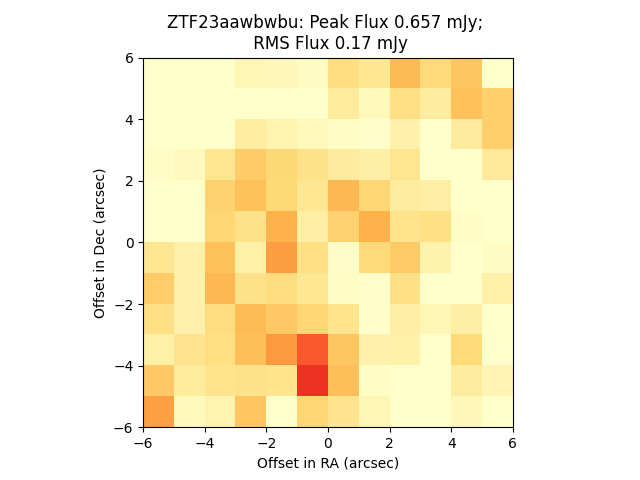 ZTF23aawbwbu: Peak Flux 0.657 mJy;
RMS Flux 0.17 mJy
6
4
2
0
−2
−4
−6
Offset in Dec (arcsec)
−6 −4 −2 0 2 4 6
Offset in RA (arcsec)